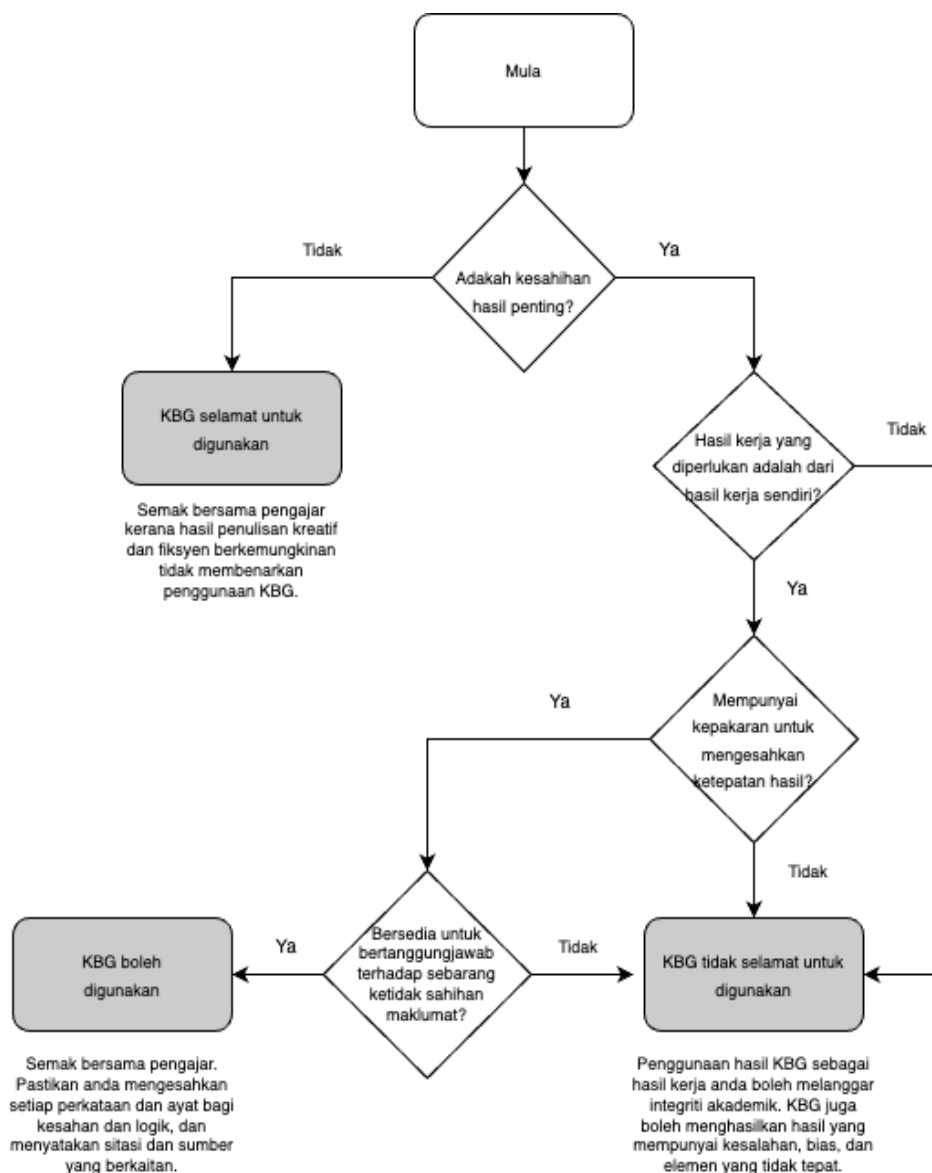 Mula
Tidak
Ya
Adakah kesahihan
hasil penting?
KBG selamat untuk
digunakan
Semak bersama pengajar
kerana hasil penulisan kreatif
dan fiksyen berkemungkinan
tidak membenarkan
penggunaan KBG.
Hasil kerja yang
diperlukan adalah dari
hasil kerja sendiri?
Tidak
Ya
Mempunyai
kepakaran untuk
mengesahkan
ketepatan hasil?
Ya
Tidak
Bersedia untuk
bertanggungjawab
terhadap sebarang
ketidak sahihan
maklumat?
Ya
Tidak
KBG boleh
digunakan
Semak bersama pengajar.
Pastikan anda mengesahkan
setiap perkataan dan ayat bagi
kesahan dan logik, dan
menyatakan sitasi dan sumber
yang berkaitan.
KBG tidak selamat untuk
digunakan
Penggunaan hasil KBG sebagai
hasil kerja anda boleh melanggar
integriti akademik. KBG juga
boleh menghasilkan hasil yang
mempunyai kesalahan, bias, dan
elemen yang tidak tepat.